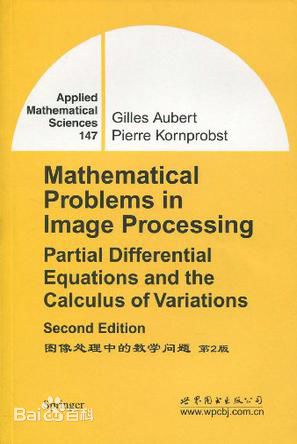 Applied
Mathematical
Sciences
147
Gilles Aubert
Pierre Kornprobst
Mathematical
Problems in
Image Processing
Partial Differential
Equations and the
Calculus of Variations
Second Edition
图像处理中的数学问题 第2版
Springer
世界图书出版公司
www.wpcbj.com.cn
Bai百科